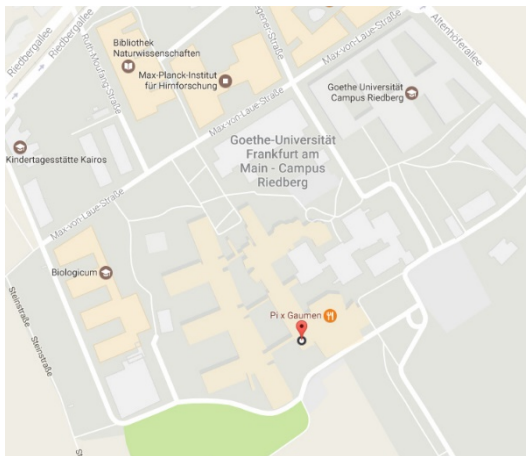 Riedbergallee
Riedbergallee
Ruth-Moufang-Straße
Bibliothek
Naturwissenschaften
Max-Planck-Institut
für Hirnforschung
Max-von-Laue-Straße
Altenhöferallee
Goethe Universität
Campus Riedberg
Kindertagesstätte Kairos
Goethe-Universität
Frankfurt am
Main - Campus
Riedberg
Max-von-Laue-Straße
Max-von-Laue-Straße
Biologicum
Steinstraße
Steinstraße
Pi x Gaumen